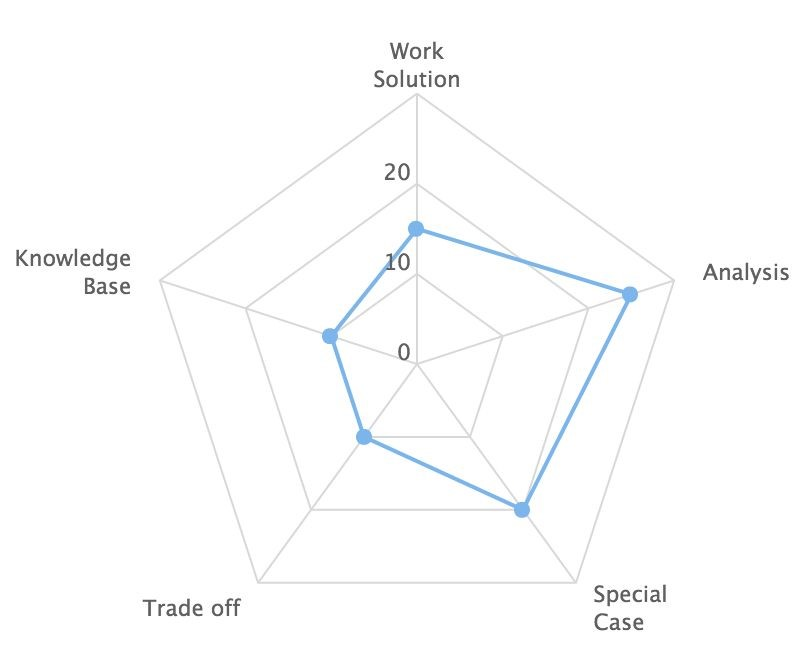 Work
Solution
20
Knowledge
Base
Analysis
10
0
Trade off
Special
Case